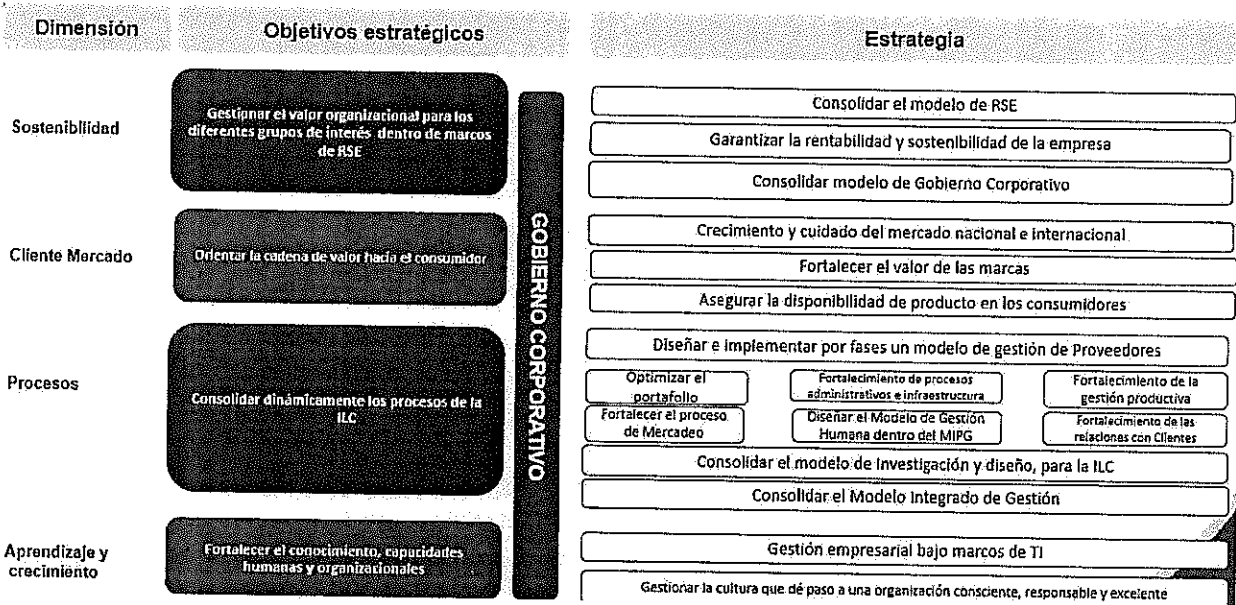 Dimensión
Objetivos estratégicos
Estrategia
Sostenibilidad
Gestionar el valor organizacional para los
diferentes grupos de interés dentro de marcos
de RSE
Consolidar el modelo de RSE
Garantizar la rentabilidad y sostenibilidad de la empresa
Consolidar modelo de Gobierno Corporativo
GOBIERNO CORPORATIVO
Cliente Mercado
Orientar la cadena de valor hacia el consumidor
Crecimiento y cuidado del mercado nacional e internacional
Fortalecer el valor de las marcas
Asegurar la disponibilidad de producto en los consumidores
Procesos
Consolidar dinámicamente los procesos de la
ILC
Diseñar e implementar por fases un modelo de gestión de Proveedores
Optimizar el
portafolio
Fortalecimiento de procesos
administrativos e infraestructura
Fortalecimiento de la
gestión productiva
Fortalecer el proceso
de Mercadeo
Diseñar el Modelo de Gestión
Humana dentro del MIPG
Fortalecimiento de las
relaciones con Clientes
Consolidar el modelo de Investigación y diseño, para la ILC
Consolidar el Modelo Integrado de Gestión
Aprendizaje y
crecimiento
Fortalecer el conocimiento, capacidades
humanas y organizacionales
Gestión empresarial bajo marcos de TI
Gestionar la cultura que dé paso a una organización consciente, responsable y excelente